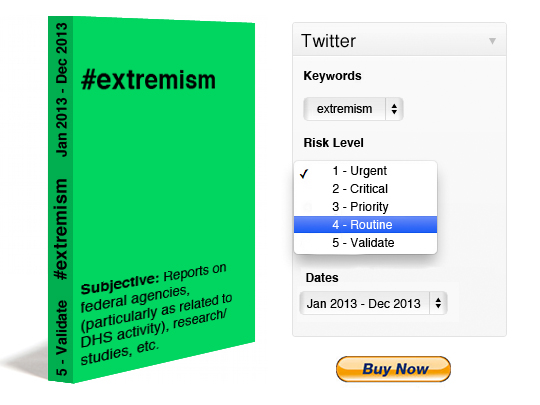 Jan 2013 - Dec 2013
#extremism
5 - Validate
#extremism
Subjective: Reports on
federal agencies,
(particularly as related to
DHS activity), research/
studies, etc.
Twitter
Keywords
extremism
Risk Level
1 - Urgent
2 - Critical
3 - Priority
4 - Routine
5 - Validate
Dates
Jan 2013 - Dec 2013
Buy Now